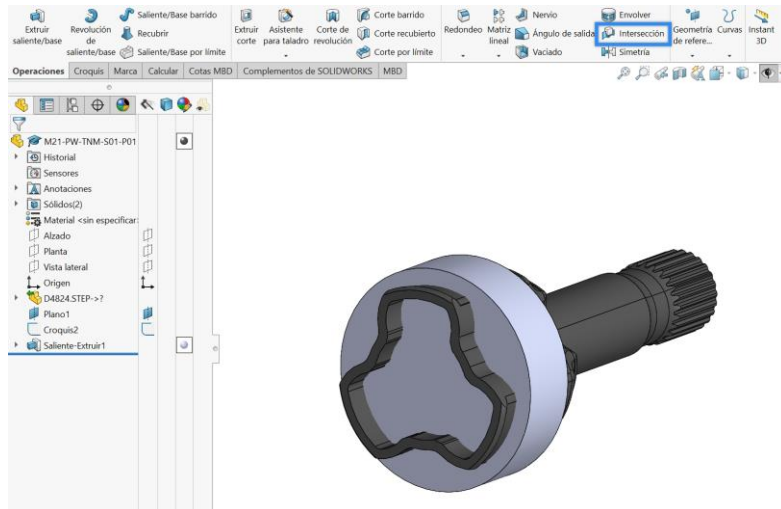 Extruir saliente/base
Revolución de saliente/base
Saliente/Base barrido
Recubrir
Saliente/Base por límite
Extruir corte
Asistente para taladro
Corte de revolución
Corte barrido
Corte recubierto
Corte por límite
Redondeo
Matriz lineal
Nervio
Ángulo de salida
Vaciado
Envolver
Intersección
Simetría
Geometría de refere...
Curvas
Instant 3D
Operaciones Croquis Marca Calcular Cotas MBD Complementos de SOLIDWORKS MBD
M21-PW-TNM-S01-P01
Historial
Sensores
Anotaciones
Sólidos(2)
Material <sin especificar>
Alzado
Planta
Vista lateral
Origen
D4824.STEP->?
Plano1
Croquis2
Saliente-Extruir1